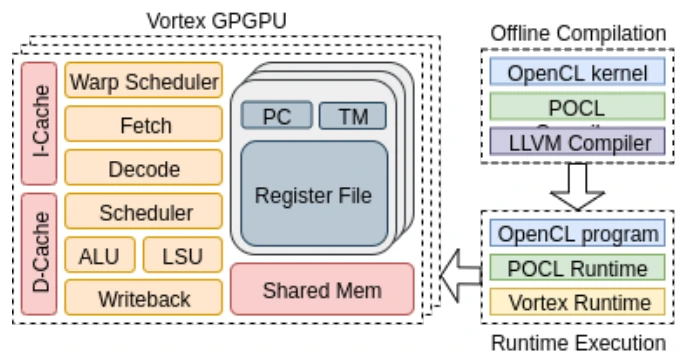 Vortex GPGPU
I-Cache
D-Cache
Warp Scheduler
Fetch
Decode
Scheduler
ALU
LSU
Writeback
PC
TM
Register File
Shared Mem
Offline Compilation
OpenCL kernel
POCL
LLVM Compiler
OpenCL program
POCL Runtime
Vortex Runtime
Runtime Execution